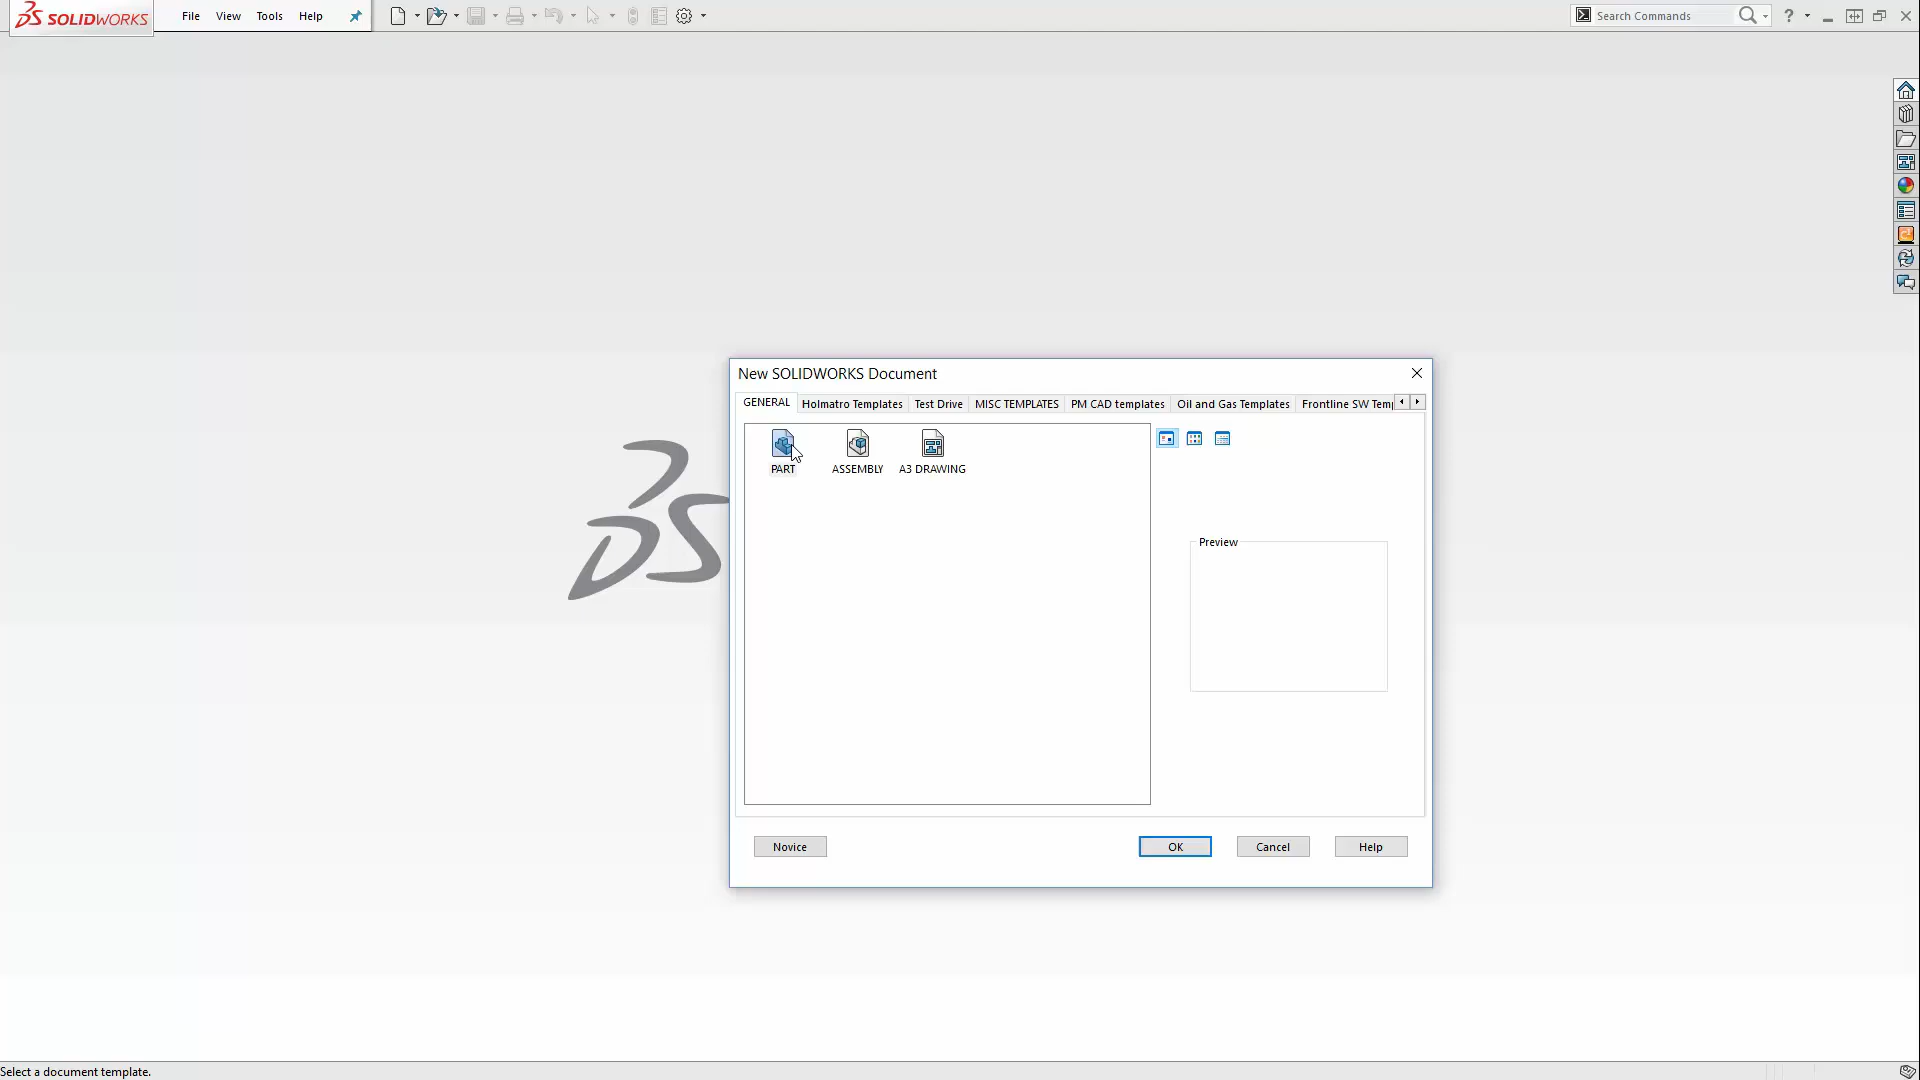 SOLIDWORKS File View Tools Help Search Commands ?
New SOLIDWORKS Document
GENERAL Holmatro Templates Test Drive MISC TEMPLATES PM CAD templates Oil and Gas Templates Frontline SW Temp
PART ASSEMBLY A3 DRAWING
Preview
Novice OK Cancel Help
Select a document template.